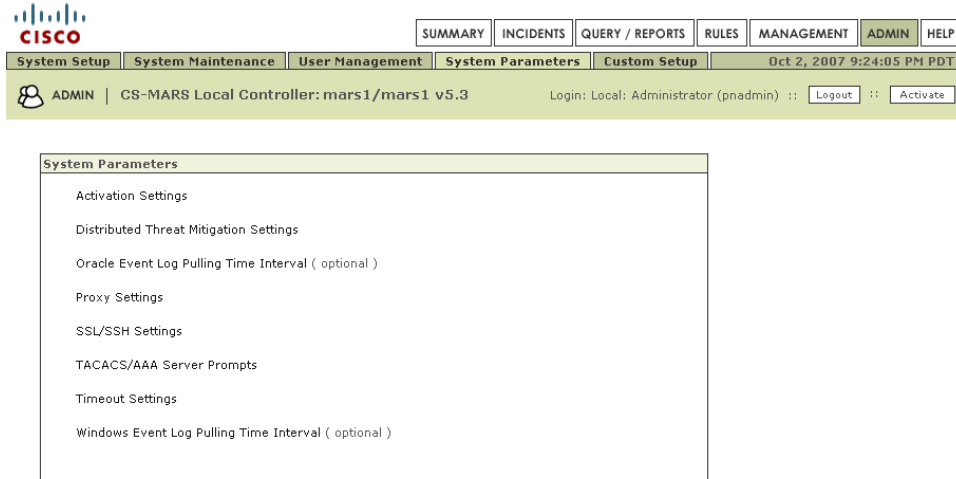 CISCO
SUMMARY INCIDENTS QUERY / REPORTS RULES MANAGEMENT ADMIN HELP
System Setup System Maintenance User Management System Parameters Custom Setup Oct 2, 2007 9:24:05 PM PDT
ADMIN | CS-MARS Local Controller: mars1/mars1 v5.3 Login: Local: Administrator (pnadmin) :: Logout :: Activate
System Parameters
Activation Settings
Distributed Threat Mitigation Settings
Oracle Event Log Pulling Time Interval ( optional )
Proxy Settings
SSL/SSH Settings
TACACS/AAA Server Prompts
Timeout Settings
Windows Event Log Pulling Time Interval ( optional )